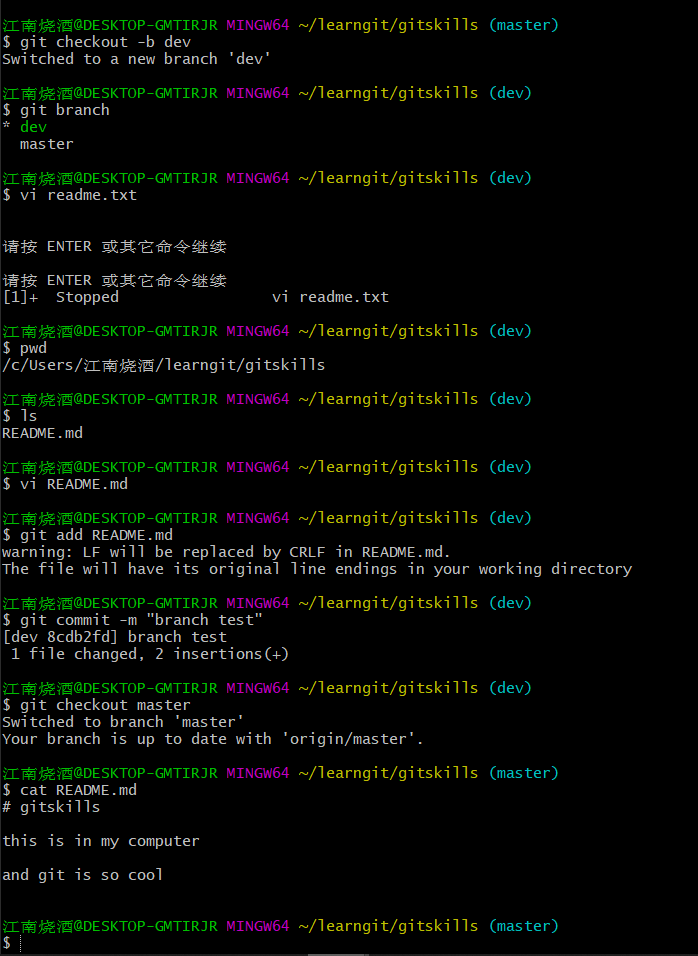 江南烧酒@DESKTOP-GMTIRJR MINGW64 ~/learngit/gitskills (master)
$ git checkout -b dev
Switched to a new branch 'dev'
江南烧酒@DESKTOP-GMTIRJR MINGW64 ~/learngit/gitskills (dev)
$ git branch
* dev
  master
江南烧酒@DESKTOP-GMTIRJR MINGW64 ~/learngit/gitskills (dev)
$ vi readme.txt
请按 ENTER 或其它命令继续
请按 ENTER 或其它命令继续
[1]+  Stopped                 vi readme.txt
江南烧酒@DESKTOP-GMTIRJR MINGW64 ~/learngit/gitskills (dev)
$ pwd
/c/Users/江南烧酒/learngit/gitskills
江南烧酒@DESKTOP-GMTIRJR MINGW64 ~/learngit/gitskills (dev)
$ ls
README.md
江南烧酒@DESKTOP-GMTIRJR MINGW64 ~/learngit/gitskills (dev)
$ vi README.md
江南烧酒@DESKTOP-GMTIRJR MINGW64 ~/learngit/gitskills (dev)
$ git add README.md
warning: LF will be replaced by CRLF in README.md.
The file will have its original line endings in your working directory
江南烧酒@DESKTOP-GMTIRJR MINGW64 ~/learngit/gitskills (dev)
$ git commit -m "branch test"
[dev 8cdb2fd] branch test
 1 file changed, 2 insertions(+)
江南烧酒@DESKTOP-GMTIRJR MINGW64 ~/learngit/gitskills (dev)
$ git checkout master
Switched to branch 'master'
Your branch is up to date with 'origin/master'.
江南烧酒@DESKTOP-GMTIRJR MINGW64 ~/learngit/gitskills (master)
$ cat README.md
# gitskills
this is in my computer
and git is so cool
江南烧酒@DESKTOP-GMTIRJR MINGW64 ~/learngit/gitskills (master)
$